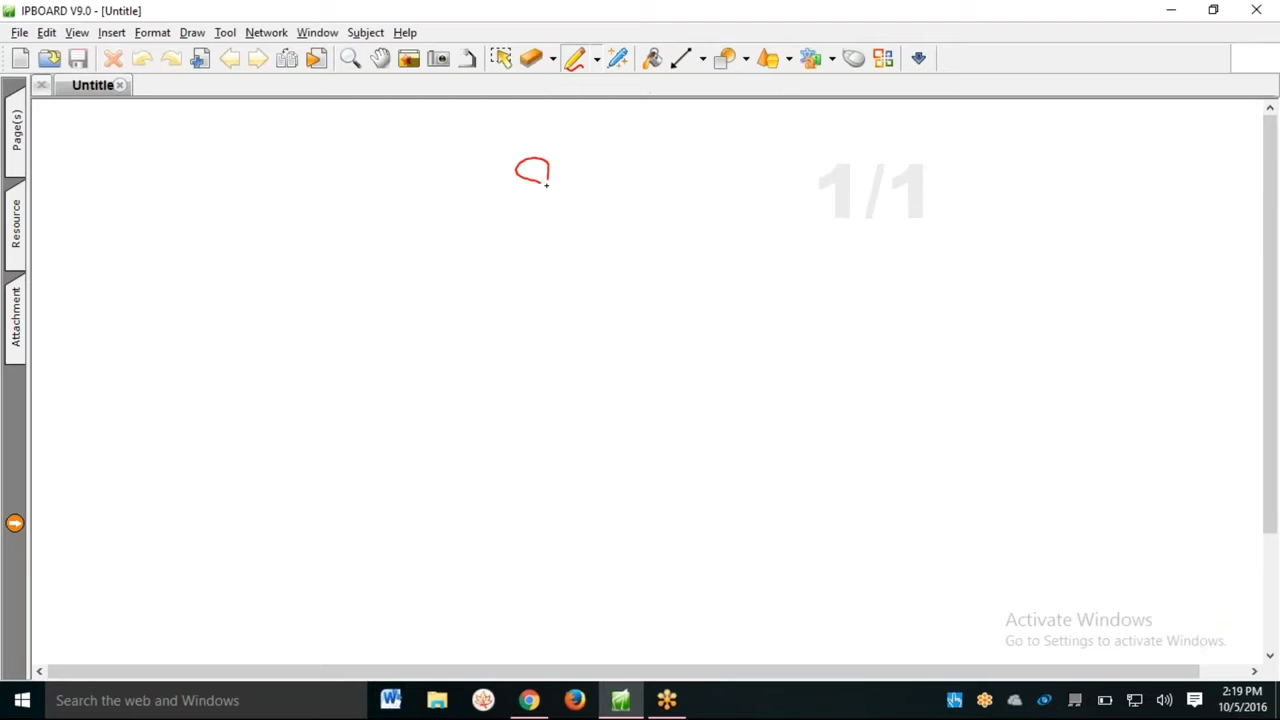 IPBOARD V9.0 - [Untitle]
File Edit View Insert Format Draw Tool Network Window Subject Help
Untitle
Page(s)
Resource
Attachment
1/1
Activate Windows
Go to Settings to activate Windows.
Search the web and Windows
2:19 PM
10/5/2016